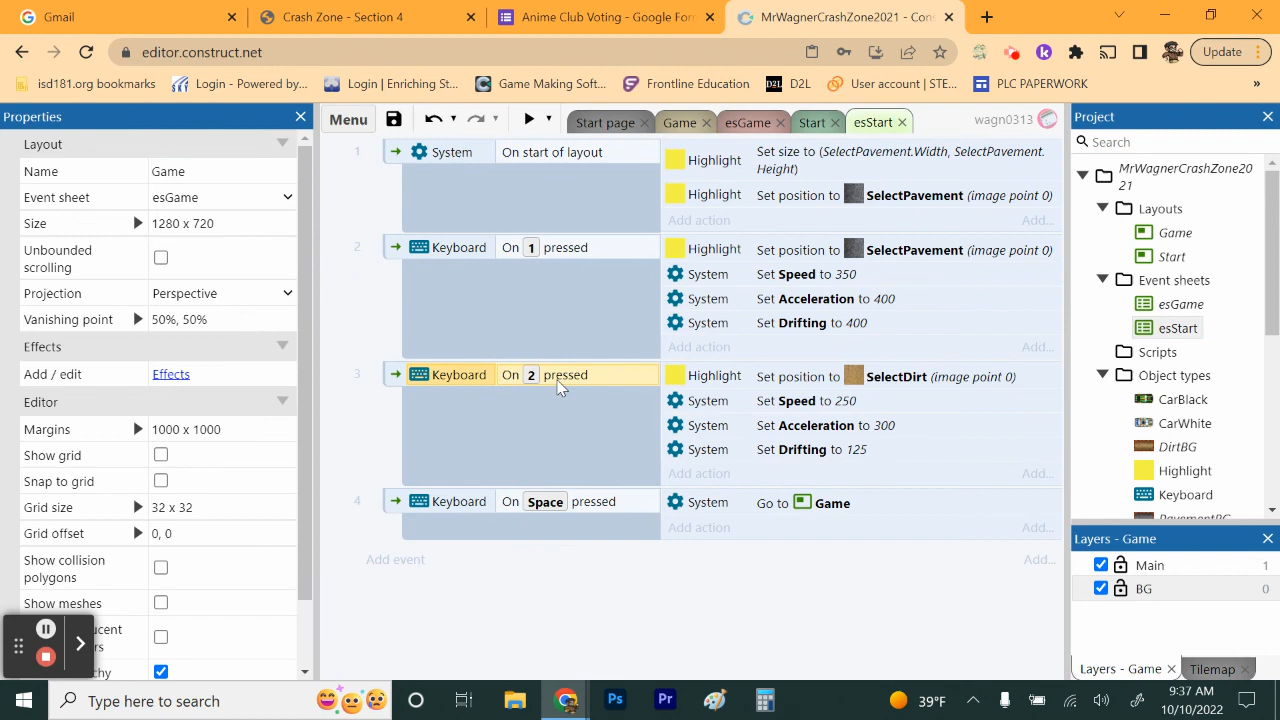 Gmail
Crash Zone - Section 4
Anime Club Voting - Google For
MrWagnerCrashZone2021 - Con
editor.construct.net
Update
isd181.org bookmarks
Login - Powered by...
Login | Enriching St...
Game Making Soft...
Frontline Education
D2L
D2L
User account | STE...
PLC PAPERWORK
»
Properties
Layout
Name Game
Event sheet esGame
Size 1280 x 720
Unbounded scrolling
Projection Perspective
Vanishing point 50%, 50%
Effects
Add / edit Effects
Editor
Margins 1000 x 1000
Show grid
Snap to grid
Grid size 32 x 32
Grid offset 0, 0
Show collision polygons
Show meshes
Menu
Start page
Game
esGame
Start
esStart
wagn0313
1 System On start of layout
Highlight Set size to (SelectPavement.Width, SelectPavement.
Height)
Highlight Set position to SelectPavement (image point 0)
Add action Add...
2 Keyboard On 1 pressed
Highlight Set position to SelectPavement (image point 0)
System Set Speed to 350
System Set Acceleration to 400
System Set Drifting to 400
Add action Add...
3 Keyboard On 2 pressed
Highlight Set position to SelectDirt (image point 0)
System Set Speed to 250
System Set Acceleration to 300
System Set Drifting to 125
Add action Add...
4 Keyboard On Space pressed
System Go to Game
Add action Add...
Add event Add...
Project
Search
MrWagnerCrashZone20
21
Layouts
Game
Start
Event sheets
esGame
esStart
Scripts
Object types
CarBlack
CarWhite
DirtBG
Highlight
Keyboard
PavementBG
Layers - Game
Main 1
BG 0
Layers - Game
Tilemap
Type here to search
Ps
Pr
39°F
9:37 AM
10/10/2022